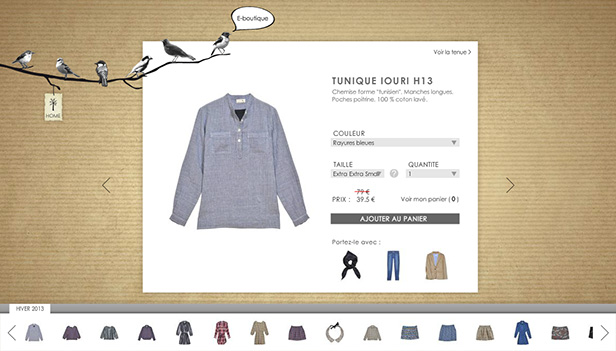 E-boutique
Voir la tenue >
HOME
TUNIQUE IOURI H13
Chemise forme "tunisien". Manches longues.
Poches poitrine. 100 % coton lavé.
COULEUR
Rayures bleues
TAILLE QUANTITE
Extra Extra Small ? 1
79 €
PRIX : 39.5 € Voir mon panier ( 0 )
AJOUTER AU PANIER
Portez-le avec :
HIVER 2013